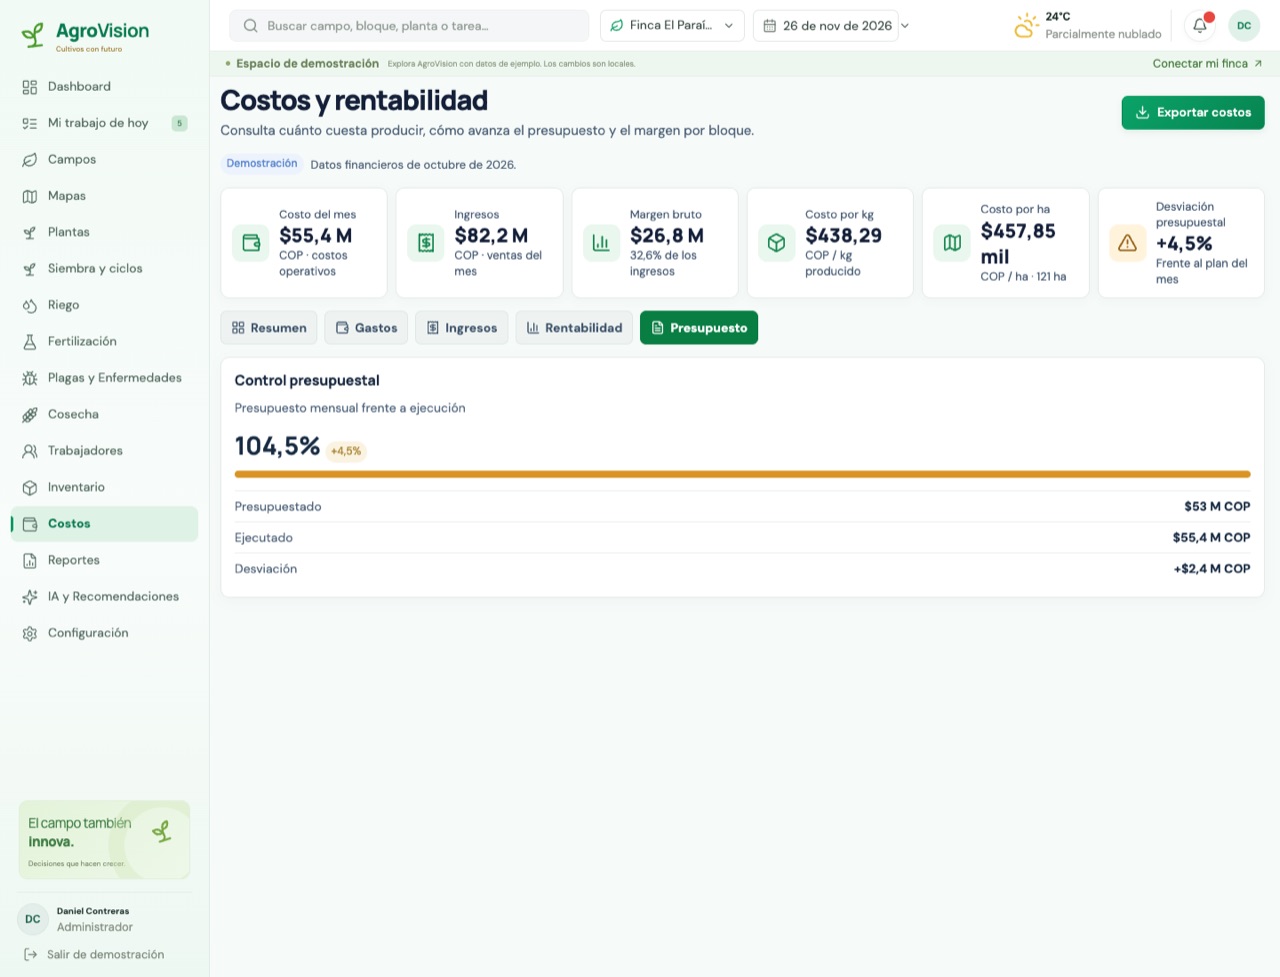 AgroVision
Cultivos con futuro
Dashboard
Mi trabajo de hoy 5
Campos
Mapas
Plantas
Siembra y ciclos
Riego
Fertilización
Plagas y Enfermedades
Cosecha
Trabajadores
Inventario
Costos
Reportes
IA y Recomendaciones
Configuración
El campo también
innova.
Decisiones que hacen crecer.
DC
Daniel Contreras
Administrador
Salir de demostración
Buscar campo, bloque, planta o tarea...
Finca El Paraí...
26 de nov de 2026
24°C
Parcialmente nublado
DC
Espacio de demostración Explora AgroVision con datos de ejemplo. Los cambios son locales.
Conectar mi finca
Costos y rentabilidad
Consulta cuánto cuesta producir, cómo avanza el presupuesto y el margen por bloque.
Exportar costos
Demostración Datos financieros de octubre de 2026.
Costo del mes
$55,4 M
COP · costos
operativos
Ingresos
$82,2 M
COP · ventas del
mes
Margen bruto
$26,8 M
32,6% de los
ingresos
Costo por kg
$438,29
COP / kg
producido
Costo por ha
$457,85
mil
COP / ha · 121 ha
Desviación
presupuestal
+4,5%
Frente al plan del
mes
Resumen
Gastos
Ingresos
Rentabilidad
Presupuesto
Control presupuestal
Presupuesto mensual frente a ejecución
104,5% +4,5%
Presupuestado $53 M COP
Ejecutado $55,4 M COP
Desviación +$2,4 M COP